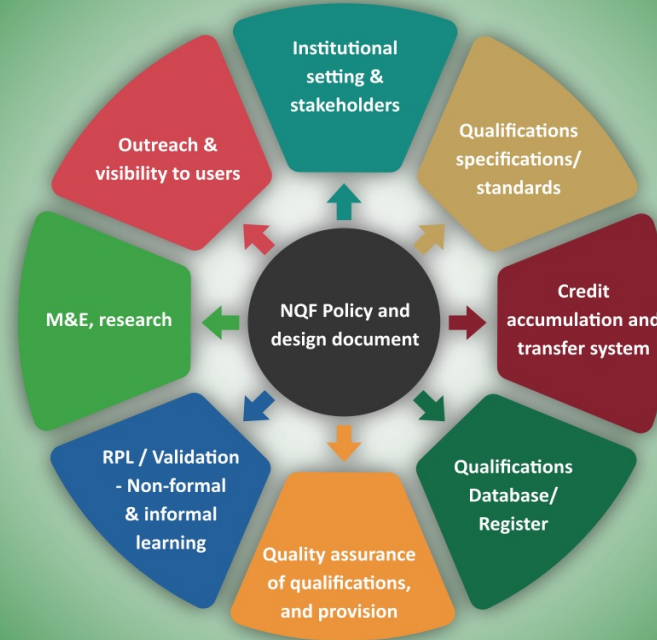 Institutional
setting &
stakeholders
Qualifications
specifications/
standards
Credit
accumulation and
transfer system
Qualifications
Database/
Register
Quality assurance
of qualifications,
and provision
RPL / Validation
- Non-formal
& informal
learning
M&E, research
Outreach &
visibility to users
NQF Policy and
design document